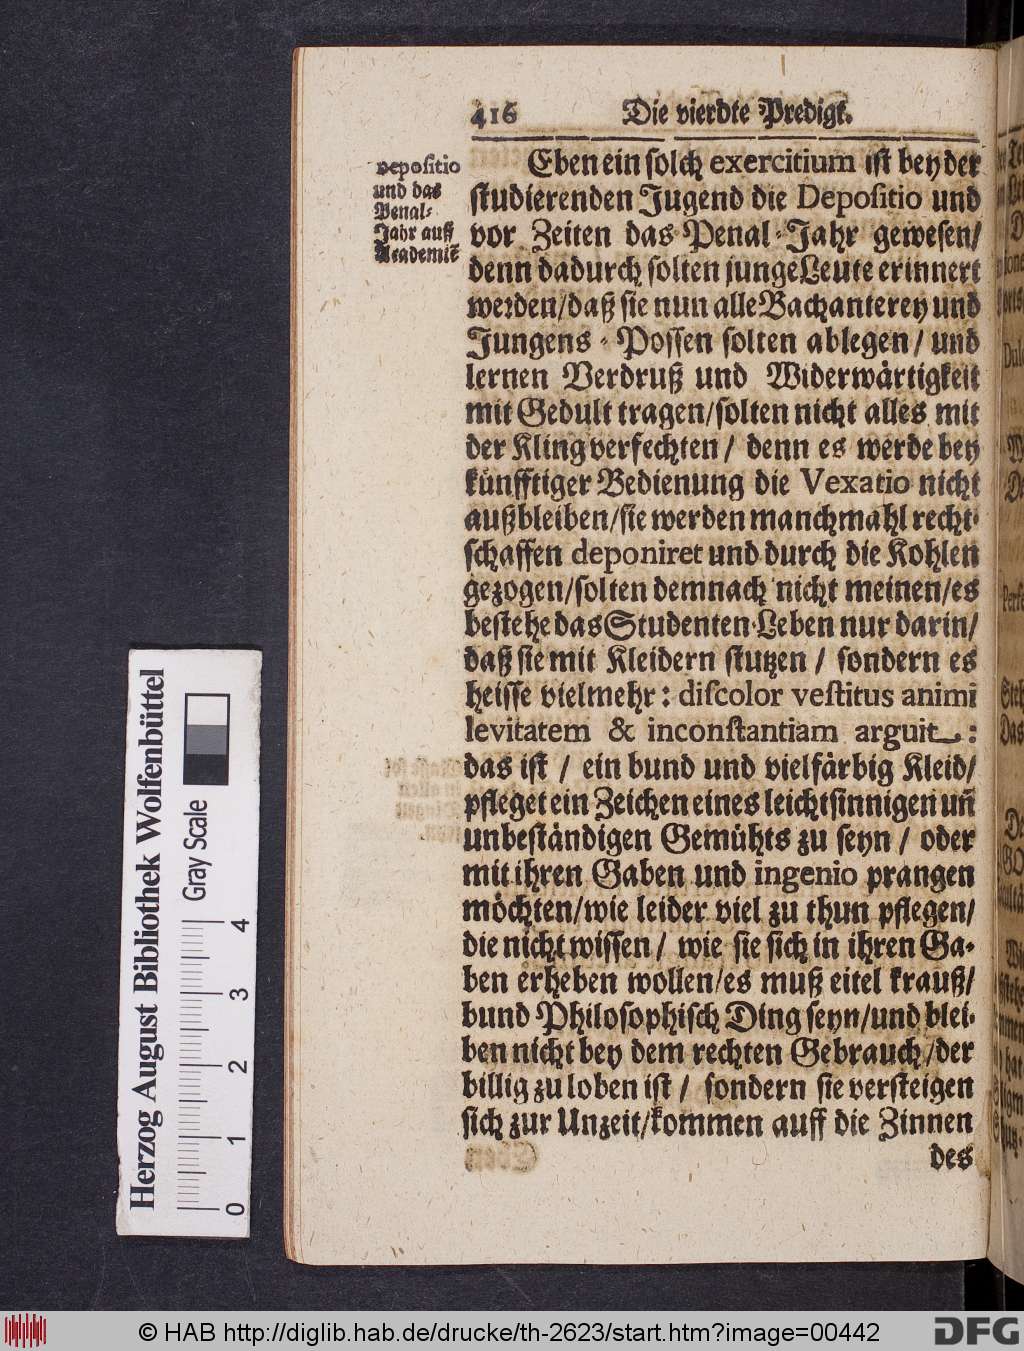 416 Die vierdte Predigt.
Depoſitio
und das
Penal-
Jahr auff
Academiẽ
Eben ein ſolch exercitium iſt bey der
ſtudierenden Jugend die Depoſitio und
vor Zeiten das Penal-Jahr geweſen/
denn dadurch ſolten junge Leute erinnert
werden/daß ſie nun alle Bachanterey und
Jungens-Poſſen ſolten ablegen/ und
lernen Verdruß und Widerwärtigkeit
mit Gedult tragen/ſolten nicht alles mit
der Kling verfechten/ denn es werde bey
künfftiger Bedienung die Vexatio nicht
außbleiben/ſie werden manchmahl recht-
ſchaffen deponiret und durch die Kohlen
gezogen/ſolten demnach nicht meinen/es
beſtehe das Studenten-Leben nur darin/
daß ſie mit Kleidern ſtutzen / ſondern es
heiſſe vielmehr: diſcolor veſtitus animi
levitatem & inconſtantiam arguit :
das iſt / ein bund und vielfärbig Kleid/
pfleget ein Zeichen eines leichtſinnigen uñ
unbeſtändigen Gemühts zu ſeyn / oder
mit ihren Gaben und ingenio prangen
möchten/wie leider viel zu thun pflegen/
die nicht wiſſen / wie ſie ſich in ihren Ga-
ben erheben wollen/es muß eitel krauß/
bund Philoſophiſch Ding ſeyn/und blei-
ben nicht bey dem rechten Gebrauch/der
billig zu loben iſt / ſondern ſie verſteigen
ſich zur Unzeit/kommen auff die Zinnen
des
Herzog August Bibliothek Wolfenbüttel
Gray Scale
0 1 2 3 4
© HAB http://diglib.hab.de/drucke/th-2623/start.htm?image=00442
DFG